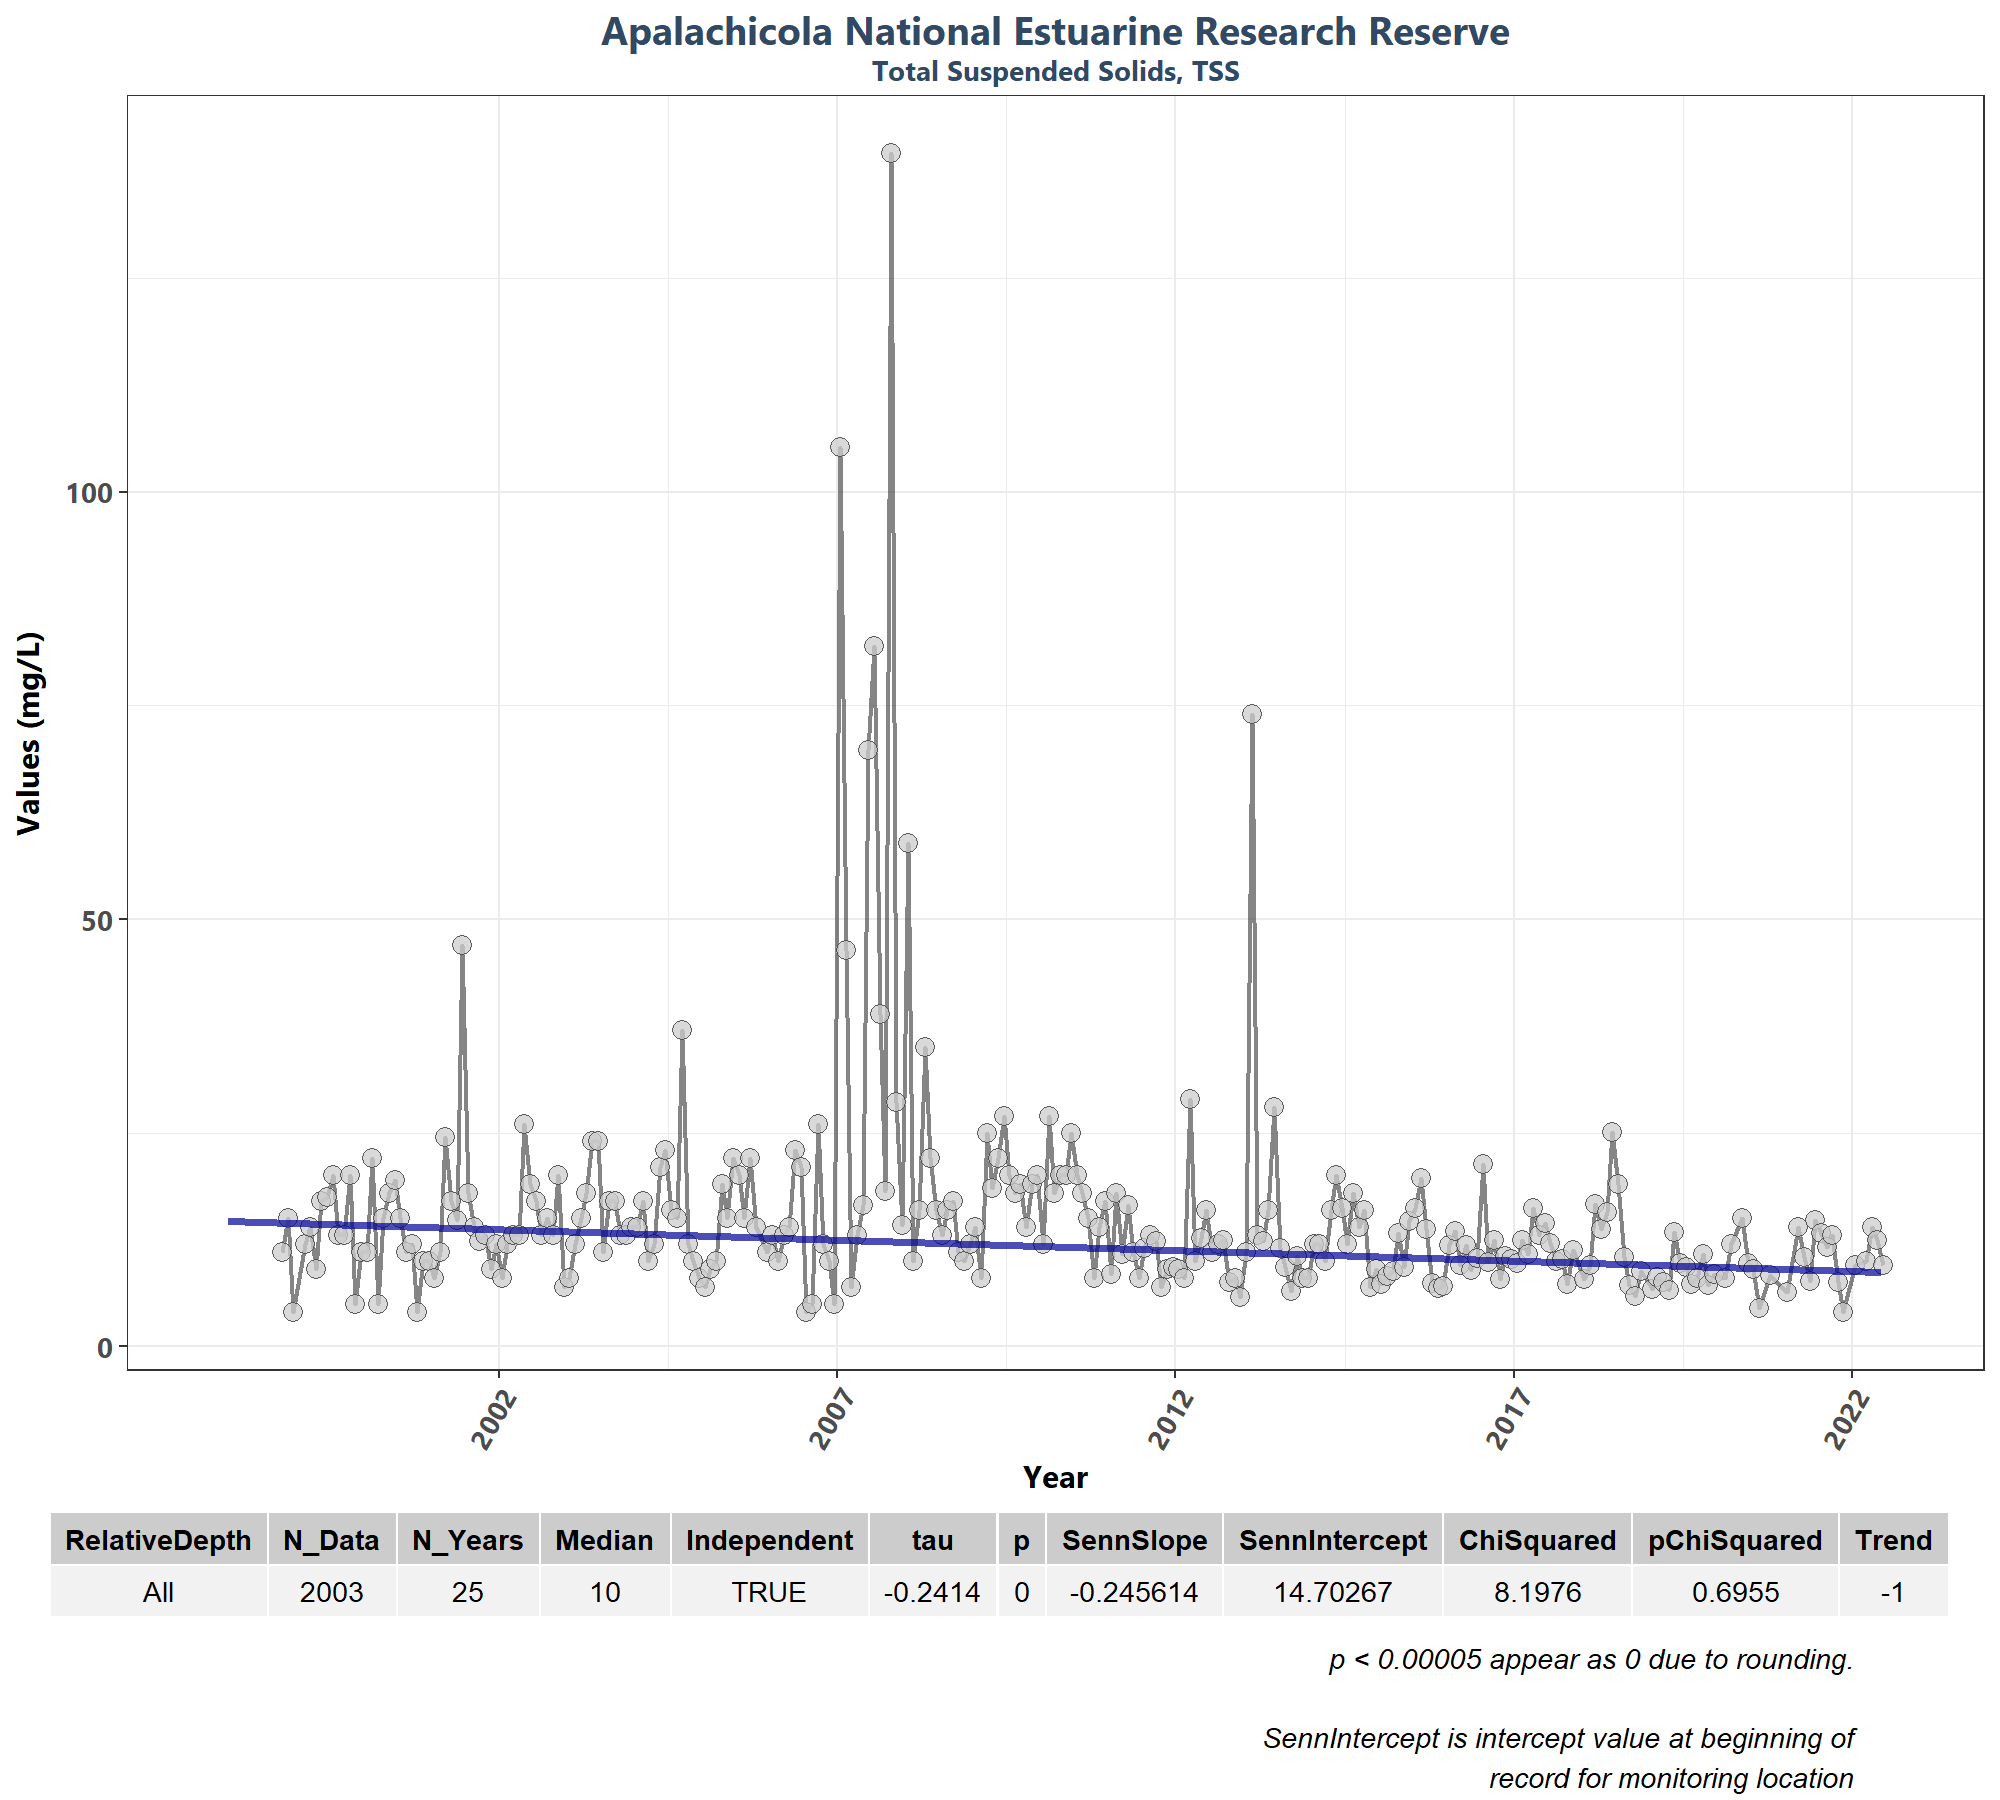 Apalachicola National Estuarine Research Reserve
Total Suspended Solids, TSS
Values (mg/L)
100
50
0
2002 2007 2012 2017 2022
Year
RelativeDepth N_Data N_Years Median Independent tau p SennSlope SennIntercept ChiSquared pChiSquared Trend
All 2003 25 10 TRUE -0.2414 0 -0.245614 14.70267 8.1976 0.6955 -1
p < 0.00005 appear as 0 due to rounding.
SennIntercept is intercept value at beginning of
record for monitoring location